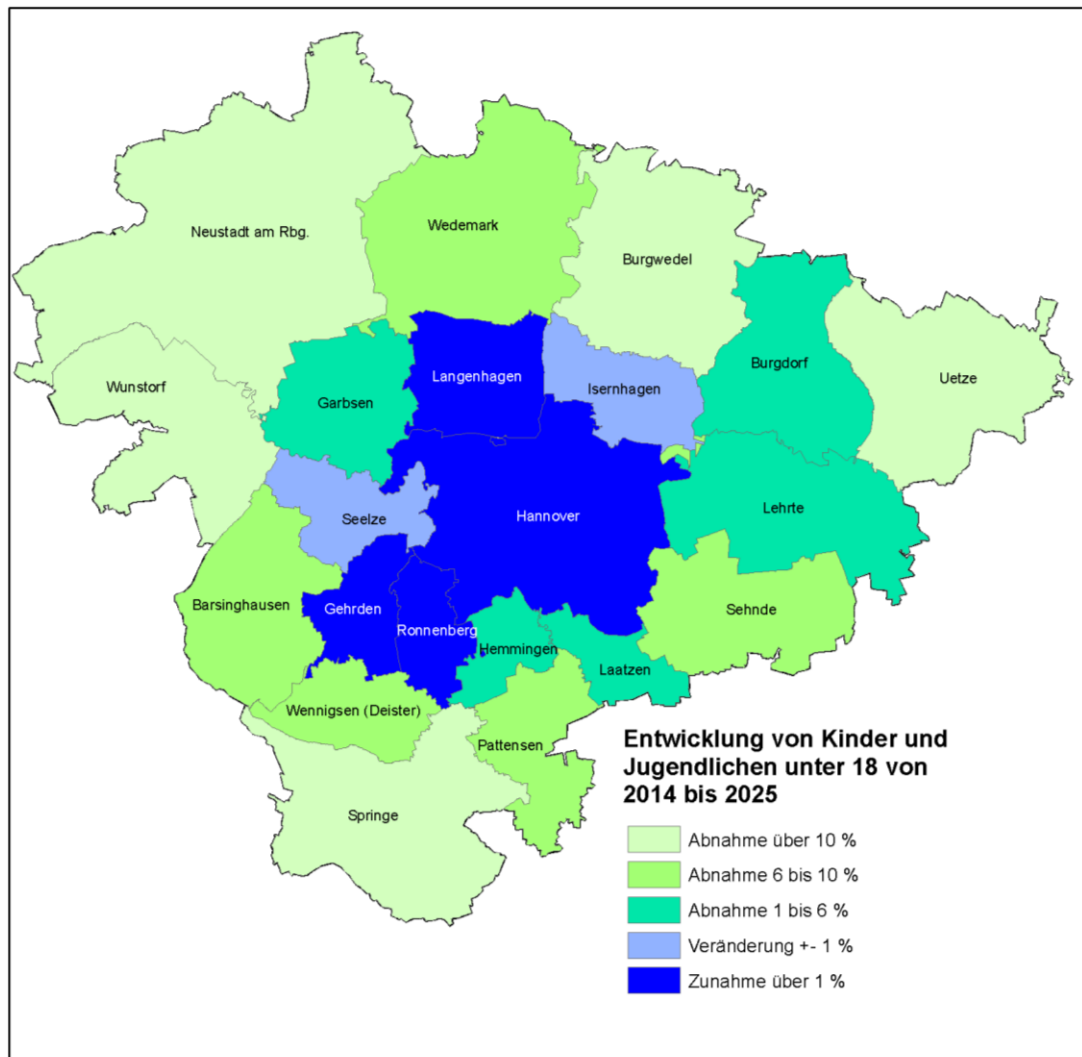 Neustadt am Rbg.
Wedemark
Burgwedel
Wunstorf
Garbsen
Langenhagen
Isernhagen
Burgdorf
Uetze
Seelze
Hannover
Lehrte
Barsinghausen
Gehrden
Ronnenberg
Hemmingen
Laatzen
Sehnde
Wennigsen (Deister)
Pattensen
Springe
Entwicklung von Kinder und
Jugendlichen unter 18 von
2014 bis 2025
Abnahme über 10 %
Abnahme 6 bis 10 %
Abnahme 1 bis 6 %
Veränderung +- 1 %
Zunahme über 1 %